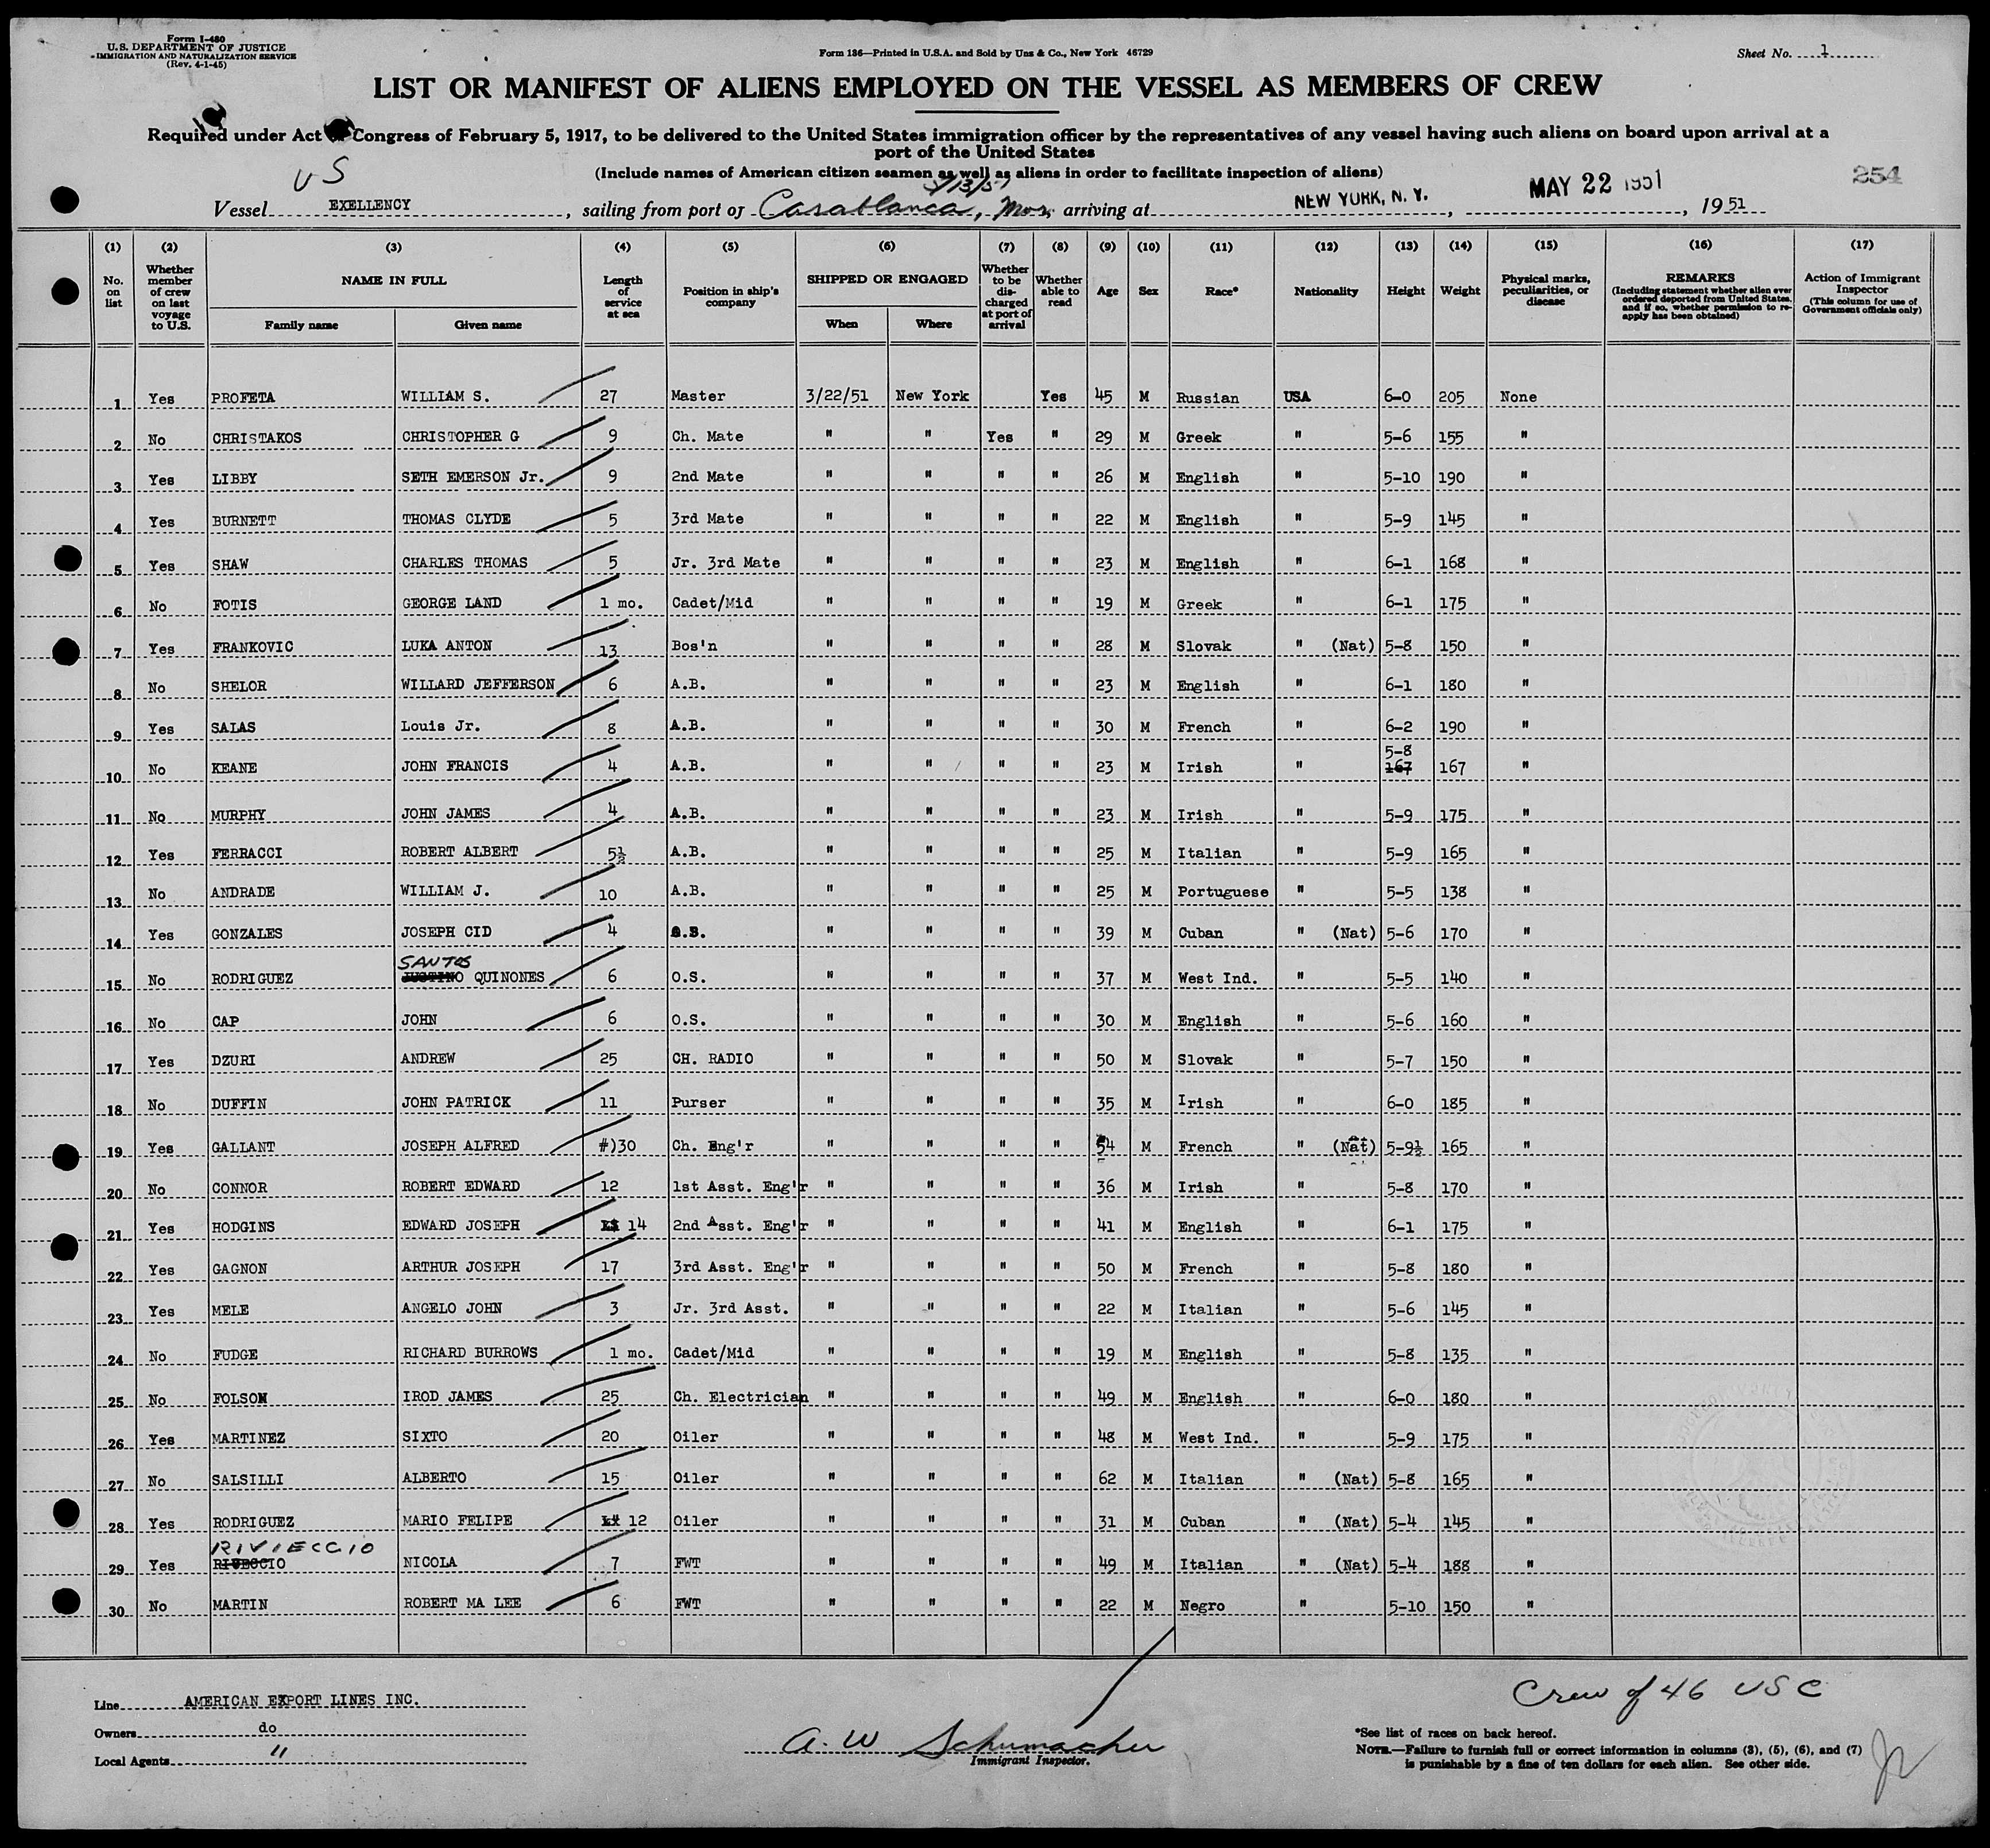 Form I-480
U.S. DEPARTMENT OF JUSTICE
IMMIGRATION AND NATURALIZATION SERVICE
(Rev. 4-1-45)
Form 136—Printed in U.S.A. and Sold by Unz & Co., New York 46729
Sheet No. 1
LIST OR MANIFEST OF ALIENS EMPLOYED ON THE VESSEL AS MEMBERS OF CREW
Required under Act Congress of February 5, 1917, to be delivered to the United States immigration officer by the representatives of any vessel having such aliens on board upon arrival at a
port of the United States
(Include names of American citizen seamen as well as aliens in order to facilitate inspection of aliens)
US
254
Vessel EXELLENCY, sailing from port of Casablanca, Mor. arriving at NEW YORK, N. Y., MAY 22 1951, 1951
(1) (2) (3) (4) (5) (6) (7) (8) (9) (10) (11) (12) (13) (14) (15) (16) (17)
No. on list
Whether member of crew on last voyage to U.S.
NAME IN FULL
Family name Given name
Length of service at sea
Position in ship's company
SHIPPED OR ENGAGED
When Where
Whether to be discharged at port of arrival
Whether able to read
Age
Sex
Race*
Nationality
Height
Weight
Physical marks, peculiarities, or disease
REMARKS
(Including statement whether alien ever ordered deported from United States, and if so, whether permission to re-apply has been obtained)
Action of Immigrant Inspector
(This column for use of Government officials only)
1 Yes PROFETA WILLIAM S. 27 Master 3/22/51 New York Yes 45 M Russian USA 6-0 205 None
2 No CHRISTAKOS CHRISTOPHER G 9 Ch. Mate " " Yes " 29 M Greek " 5-6 155 "
3 Yes LIBBY SETH EMERSON Jr. 9 2nd Mate " " " " 26 M English " 5-10 190 "
4 Yes BURNETT THOMAS CLYDE 5 3rd Mate " " " " 22 M English " 5-9 145 "
5 Yes SHAW CHARLES THOMAS 5 Jr. 3rd Mate " " " " 23 M English " 6-1 168 "
6 No FOTIS GEORGE LAND 1 mo. Cadet/Mid " " " " 19 M Greek " 6-1 175 "
7 Yes FRANKOVIC LUKA ANTON 13 Bos'n " " " " 28 M Slovak " (Nat) 5-8 150 "
8 No SHELOR WILLARD JEFFERSON 6 A.B. " " " " 23 M English " 6-1 180 "
9 Yes SALAS Louis Jr. 8 A.B. " " " " 30 M French " 6-2 190 "
10 No KEANE JOHN FRANCIS 4 A.B. " " " " 23 M Irish " 5-8 167 167 "
11 No MURPHY JOHN JAMES 4 A.B. " " " " 23 M Irish " 5-9 175 "
12 Yes FERRACCI ROBERT ALBERT 5½ A.B. " " " " 25 M Italian " 5-9 165 "
13 No ANDRADE WILLIAM J. 10 A.B. " " " " 25 M Portuguese " 5-5 138 "
14 Yes GONZALES JOSEPH CID 4 " " " " 39 M Cuban " (Nat) 5-6 170 "
SANTOS
15 No RODRIGUEZ JUSTINO QUINONES 6 O.S. " " " " 37 M West Ind. " 5-5 140 "
16 No CAP JOHN 6 O.S. " " " " 30 M English " 5-6 160 "
17 Yes DZURI ANDREW 25 CH. RADIO " " " " 50 M Slovak " 5-7 150 "
18 No DUFFIN JOHN PATRICK 11 Purser " " " " 35 M Irish " 6-0 185 "
19 Yes GALLANT JOSEPH ALFRED #)30 Ch. Eng'r " " " " 54 M French " (Nat) 5-9½ 165 "
20 No CONNOR ROBERT EDWARD 12 1st Asst. Eng'r " " " " 36 M Irish " 5-8 170 "
21 Yes HODGINS EDWARD JOSEPH 14 2nd Asst. Eng'r " " " " 41 M English " 6-1 175 "
22 Yes GAGNON ARTHUR JOSEPH 17 3rd Asst. Eng'r " " " " 50 M French " 5-8 180 "
23 Yes MELE ANGELO JOHN 3 Jr. 3rd Asst. " " " " 22 M Italian " 5-6 145 "
24 No FUDGE RICHARD BURROWS 1 mo. Cadet/Mid " " " " 19 M English " 5-8 135 "
25 No FOLSON IROD JAMES 25 Ch. Electrician " " " " 49 M English " 6-0 180 "
26 Yes MARTINEZ SIXTO 20 Oiler " " " " 48 M West Ind. " 5-9 175 "
27 No SALSILLI ALBERTO 15 Oiler " " " " 62 M Italian " (Nat) 5-8 165 "
28 Yes RODRIGUEZ MARIO FELIPE 12 Oiler " " " " 31 M Cuban " (Nat) 5-4 145 "
RIVIECCIO
29 Yes RIVECCIO NICOLA 7 FWT " " " " 49 M Italian " (Nat) 5-4 188 "
30 No MARTIN ROBERT MA LEE 6 FWT " " " " 22 M Negro " 5-10 150 "
Crew of 46 USC
Line AMERICAN EXPORT LINES INC.
Owners do
Local Agents "
A. W Schumacher
Immigrant Inspector.
*See list of races on back hereof.
NOTE.—Failure to furnish full or correct information in columns (3), (5), (6), and (7)
is punishable by a fine of ten dollars for each alien. See other side.